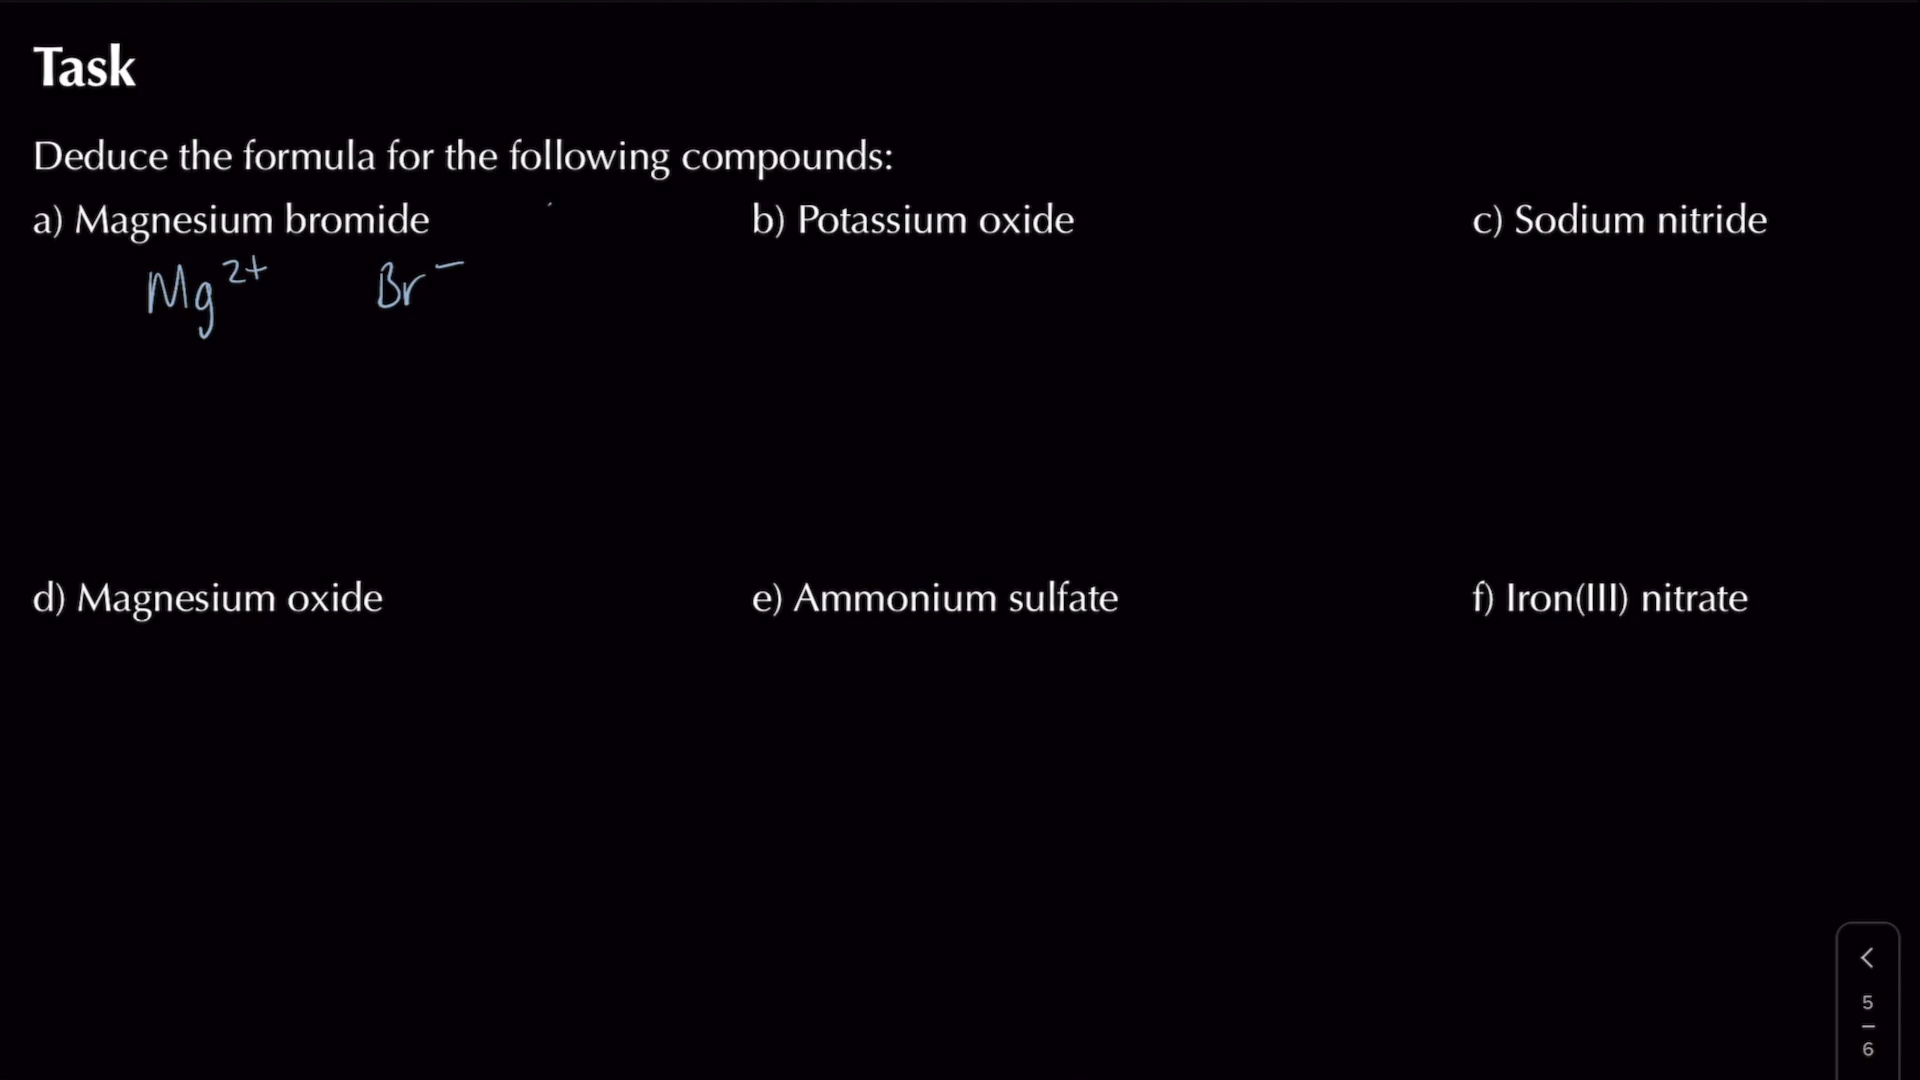 Task
Deduce the formula for the following compounds:
a) Magnesium bromide
b) Potassium oxide
c) Sodium nitride
Mg²⁺ Br⁻
d) Magnesium oxide
e) Ammonium sulfate
f) Iron(III) nitrate
<
5
6